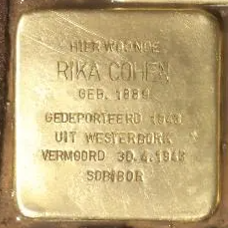 HIER WOONDE
RIKA COHEN
GEB. 1889
GEDEPORTEERD 1943
UIT WESTERBORK
VERMOORD 30.4.1943
SOBIBOR